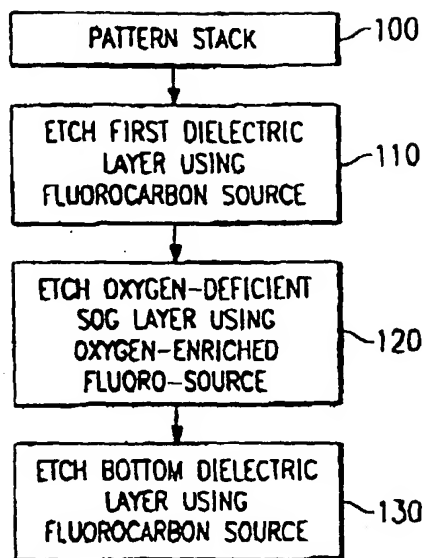 PATTERN STACK
100
ETCH FIRST DIELECTRIC
LAYER USING
FLUOROCARBON SOURCE
110
ETCH OXYGEN-DEFICIENT
SOG LAYER USING
OXYGEN-ENRICHED
FLUORO-SOURCE
120
ETCH BOTTOM DIELECTRIC
LAYER USING
FLUOROCARBON SOURCE
130